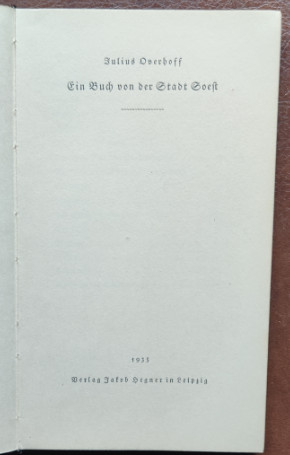 Julius Overhoff
Ein Buch von der Stadt Soest
1935
Verlag Jakob Hegner in Leipzig